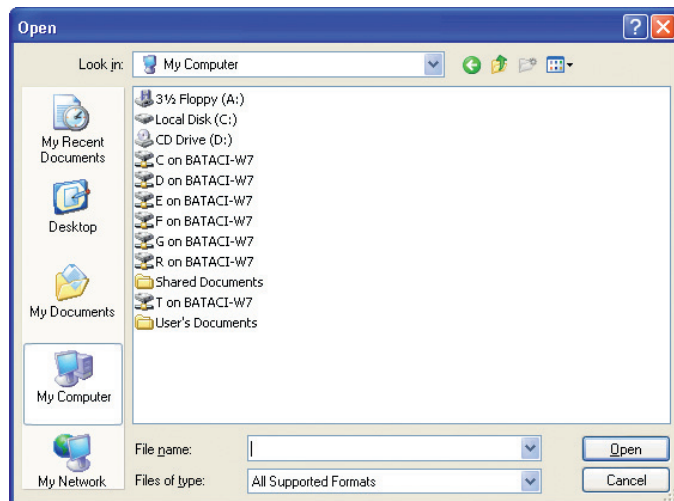 Open
Look in: My Computer
My Recent
Documents
Desktop
My Documents
My Computer
My Network
3½ Floppy (A:)
Local Disk (C:)
CD Drive (D:)
C on BATACI-W7
D on BATACI-W7
E on BATACI-W7
F on BATACI-W7
G on BATACI-W7
R on BATACI-W7
Shared Documents
T on BATACI-W7
User's Documents
File name: Open
Files of type: All Supported Formats Cancel